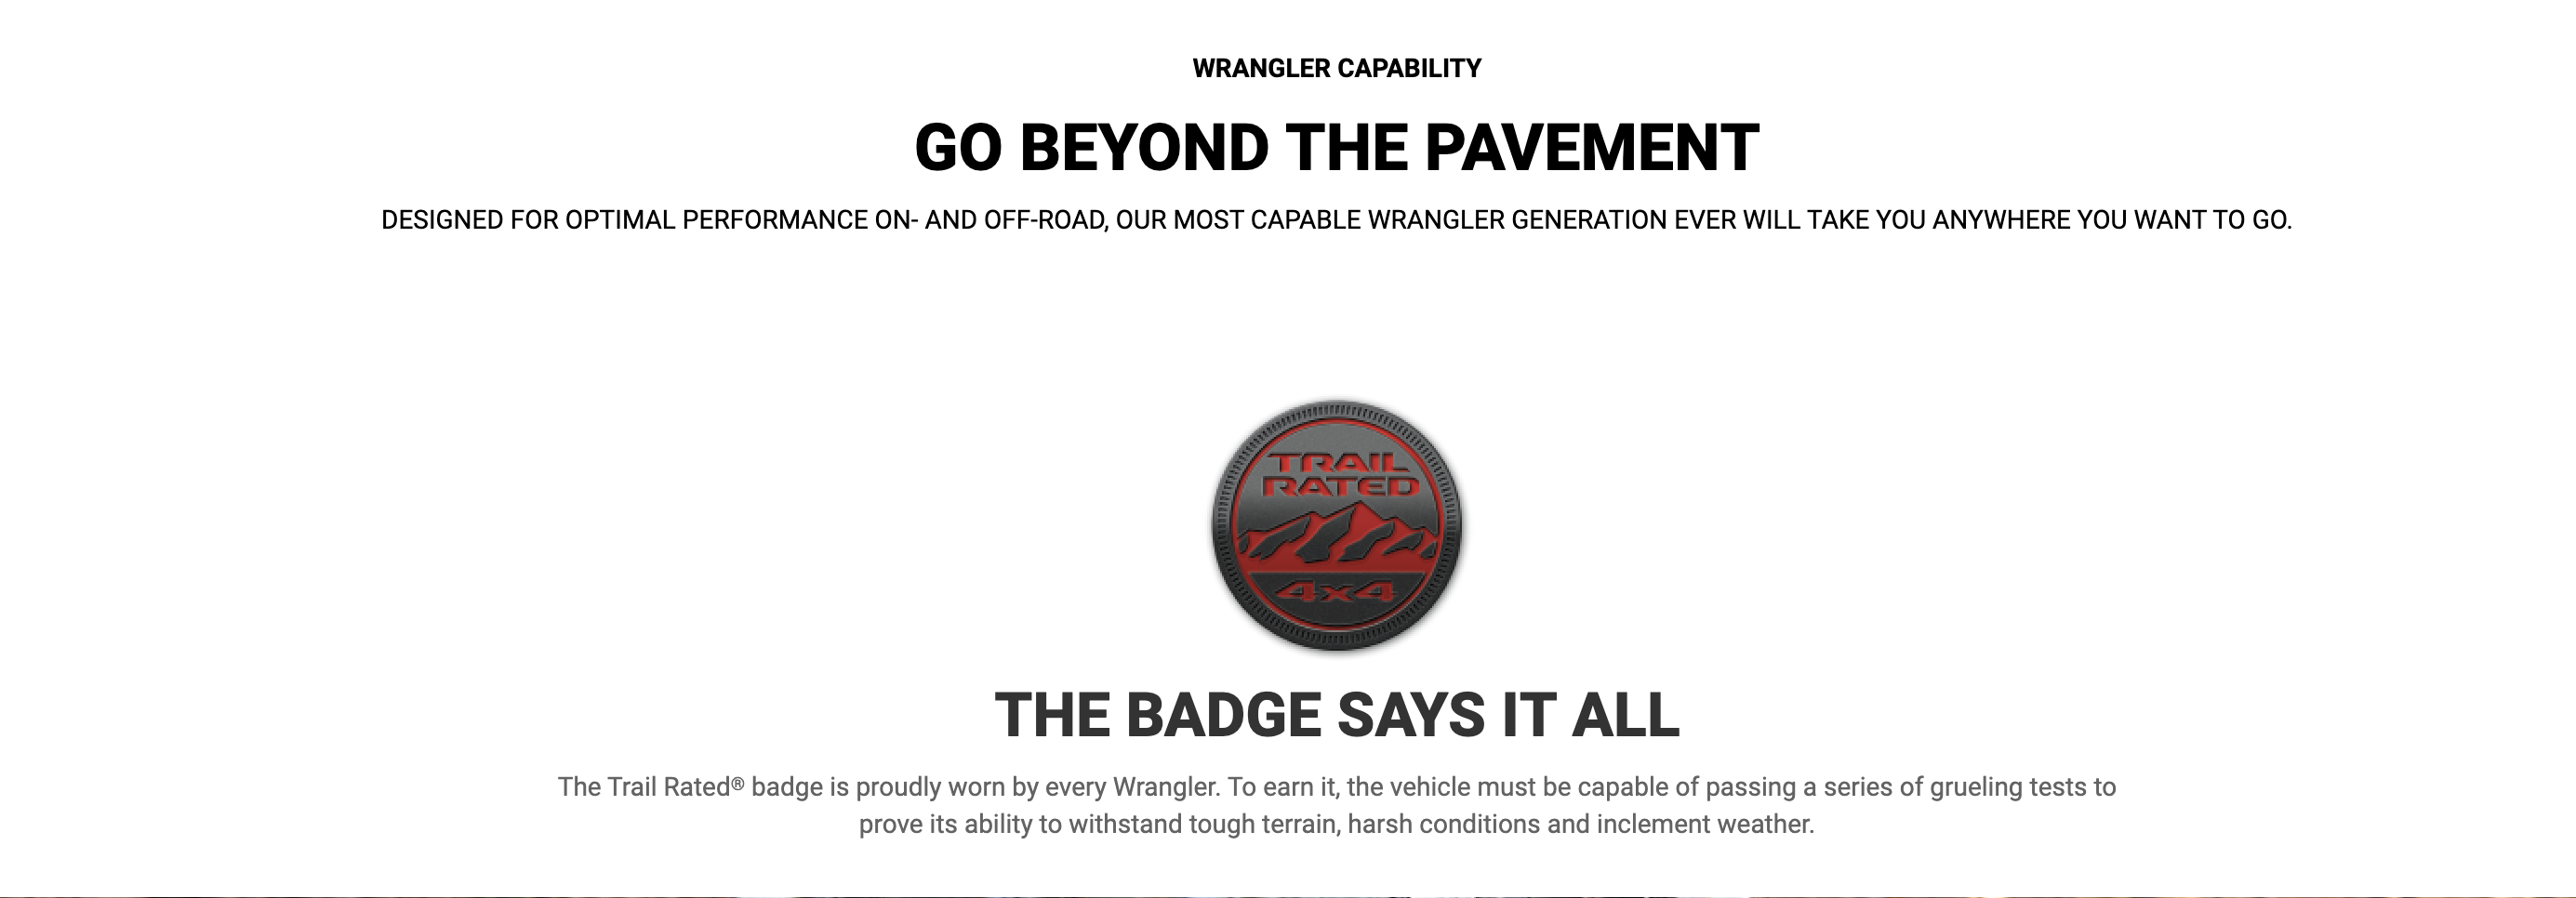 WRANGLER CAPABILITY
GO BEYOND THE PAVEMENT
DESIGNED FOR OPTIMAL PERFORMANCE ON- AND OFF-ROAD, OUR MOST CAPABLE WRANGLER GENERATION EVER WILL TAKE YOU ANYWHERE YOU WANT TO GO.
TRAIL
RATED
4x4
THE BADGE SAYS IT ALL
The Trail Rated® badge is proudly worn by every Wrangler. To earn it, the vehicle must be capable of passing a series of grueling tests to
prove its ability to withstand tough terrain, harsh conditions and inclement weather.